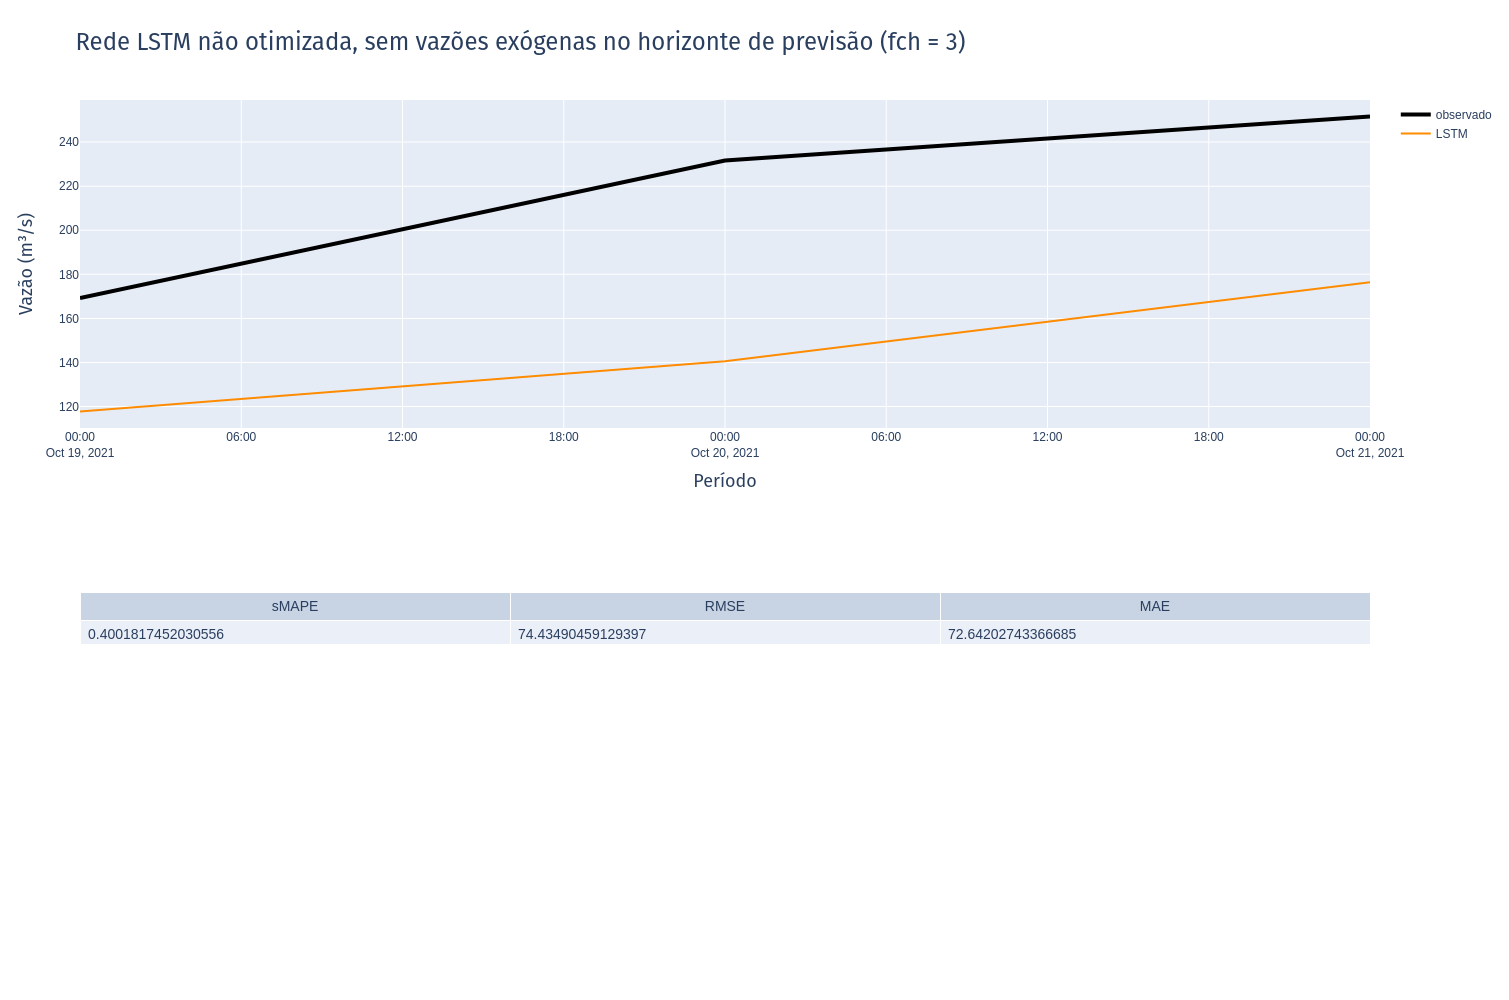 Rede LSTM não otimizada, sem vazões exógenas no horizonte de previsão (fch = 3)
observado
LSTM
Vazão (m³/s)
240
220
200
180
160
140
120
00:00 06:00 12:00 18:00 00:00 06:00 12:00 18:00 00:00
Oct 19, 2021 Oct 20, 2021 Oct 21, 2021
Período
sMAPE RMSE MAE
0.4001817452030556 74.43490459129397 72.64202743366685